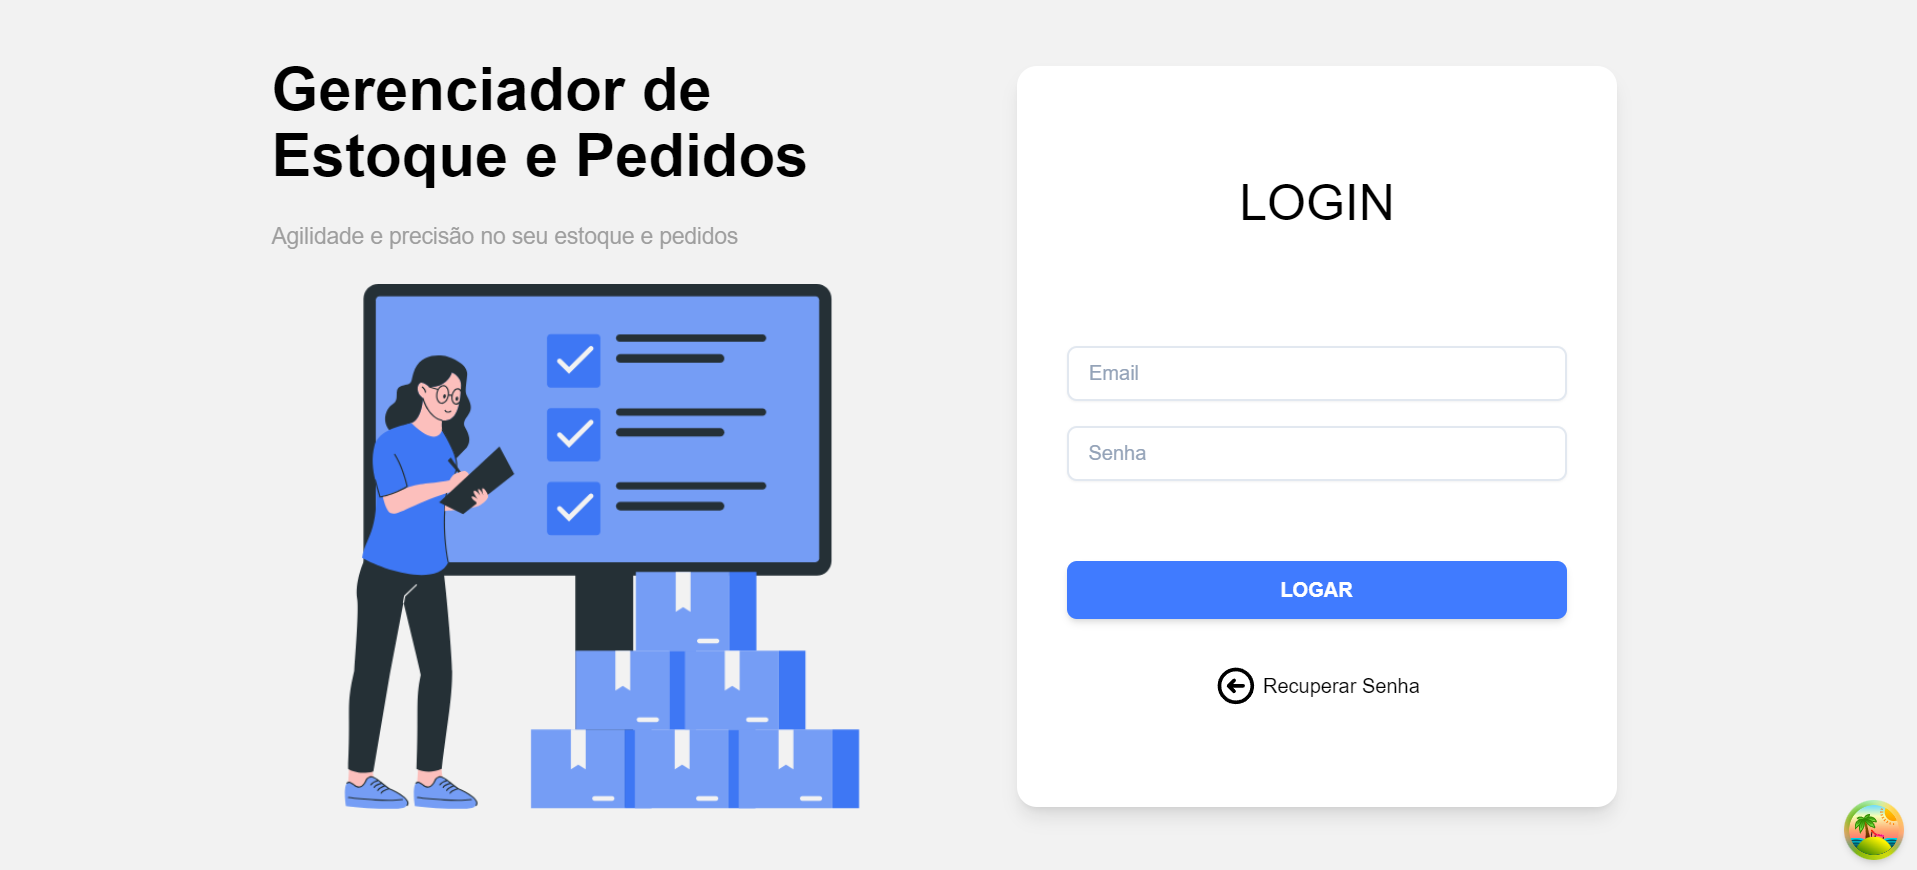 Gerenciador de
Estoque e Pedidos
Agilidade e precisão no seu estoque e pedidos
LOGIN
Email
Senha
LOGAR
Recuperar Senha